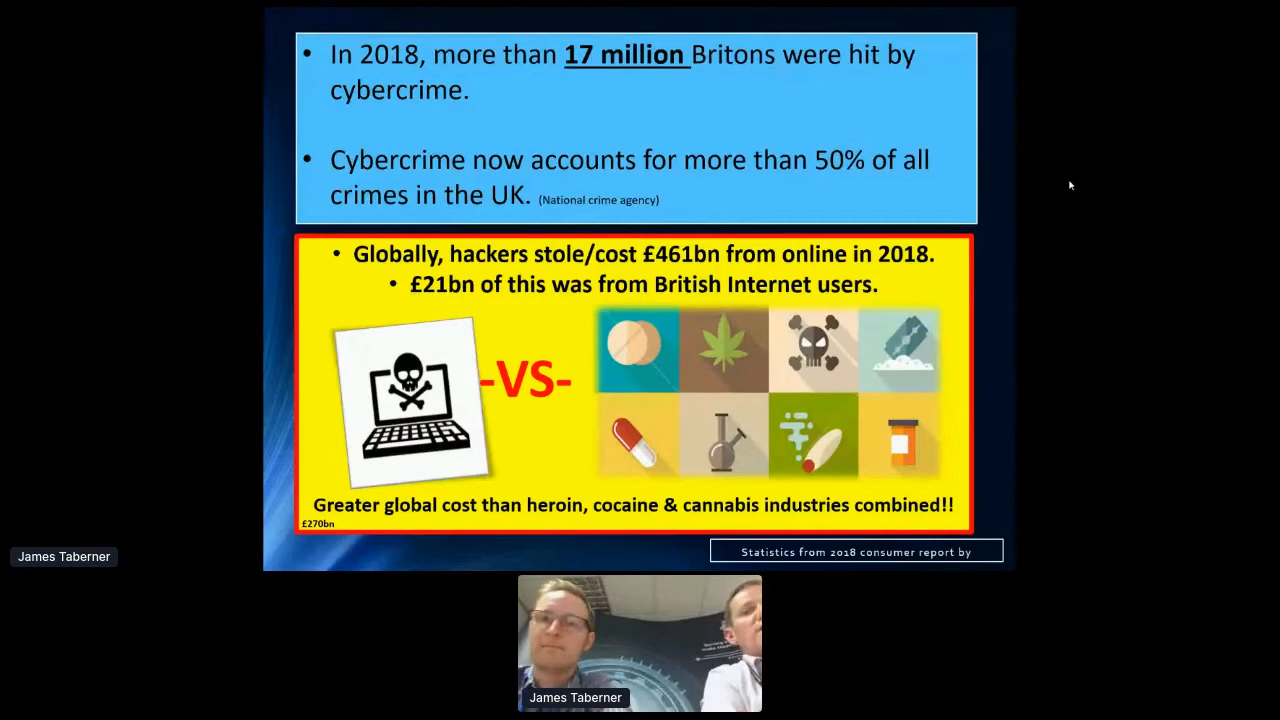 • In 2018, more than 17 million Britons were hit by
cybercrime.
• Cybercrime now accounts for more than 50% of all
crimes in the UK. (National crime agency)
• Globally, hackers stole/cost £461bn from online in 2018.
• £21bn of this was from British Internet users.
-VS-
Greater global cost than heroin, cocaine & cannabis industries combined!!
£270bn
Statistics from 2018 consumer report by
James Taberner
James Taberner